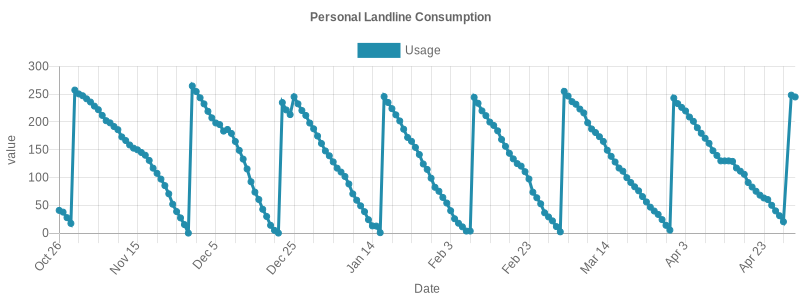 Personal Landline Consumption
Usage
300
250
200
150
100
50
0
value
Oct 26
Nov 15
Dec 5
Dec 25
Jan 14
Feb 3
Feb 23
Mar 14
Apr 3
Apr 23
Date